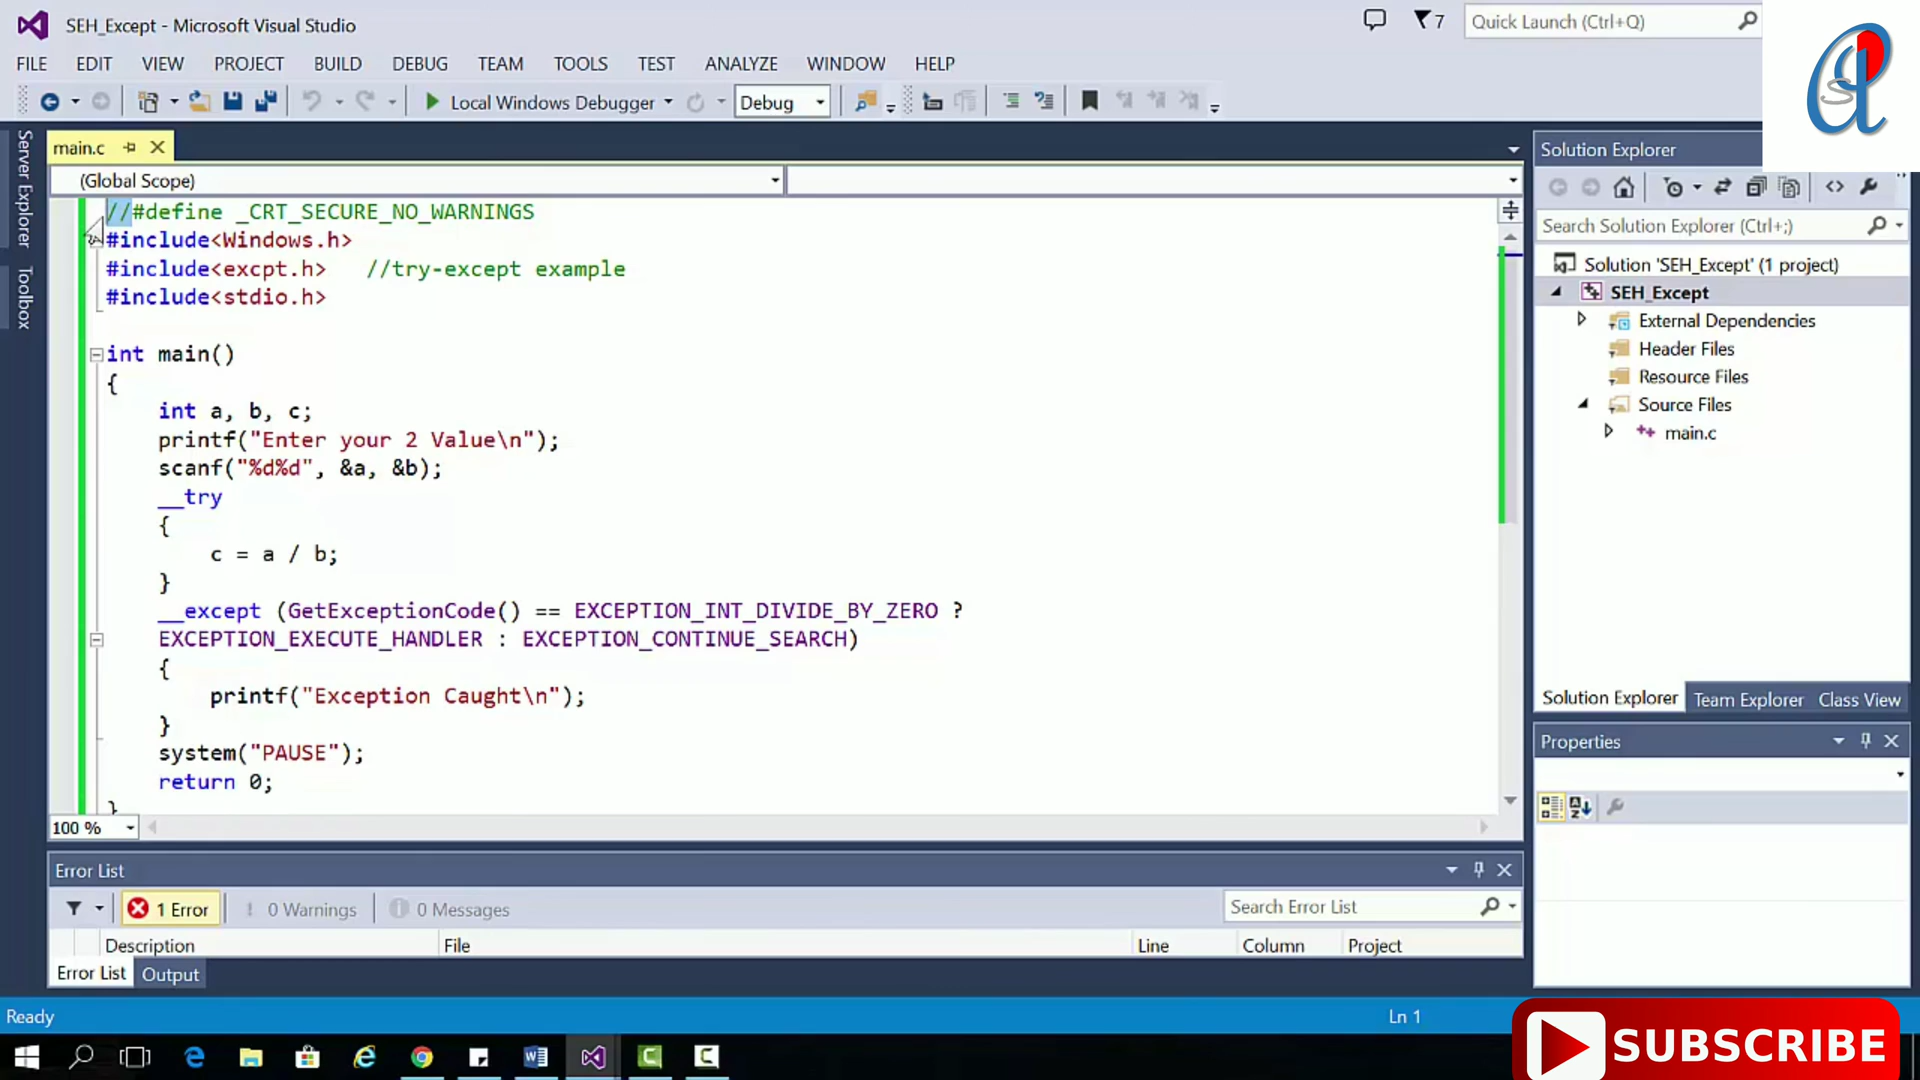 SEH_Except - Microsoft Visual Studio
7
Quick Launch (Ctrl+Q)
FILE EDIT VIEW PROJECT BUILD DEBUG TEAM TOOLS TEST ANALYZE WINDOW HELP
Local Windows Debugger Debug
Server Explorer
Toolbox
main.c
(Global Scope)
//#define _CRT_SECURE_NO_WARNINGS
#include<Windows.h>
#include<excpt.h> //try-except example
#include<stdio.h>
int main()
{
int a, b, c;
printf("Enter your 2 Value\n");
scanf("%d%d", &a, &b);
__try
{
c = a / b;
}
__except (GetExceptionCode() == EXCEPTION_INT_DIVIDE_BY_ZERO ?
EXCEPTION_EXECUTE_HANDLER : EXCEPTION_CONTINUE_SEARCH)
{
printf("Exception Caught\n");
}
system("PAUSE");
return 0;
}
100 %
Solution Explorer
Search Solution Explorer (Ctrl+;)
Solution 'SEH_Except' (1 project)
SEH_Except
External Dependencies
Header Files
Resource Files
Source Files
main.c
Solution Explorer Team Explorer Class View
Properties
Error List
1 Error 0 Warnings 0 Messages
Search Error List
Description File Line Column Project
Error List Output
Ready
Ln 1
SUBSCRIBE